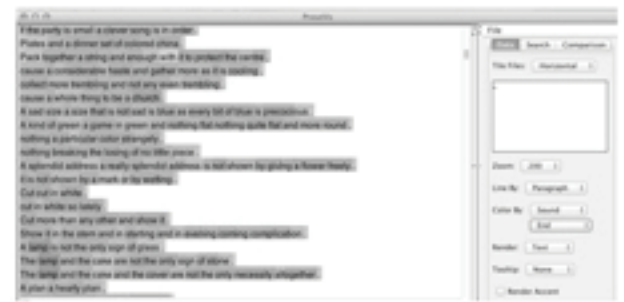 Prosodic
If the party is small a clever song is in order.
Plates and a dinner set of colored china.
Pack together a string and enough with it to protect the centre.
cause a considerable haste and gather more as it is cooling.
collect more trembling and not any even trembling.
cause a whole thing to be a church.
A sad size a size that is not sad is blue as every bit of blue is precocious.
A kind of green a game in green and nothing flat nothing quite flat and more round.
nothing a particular color strangely.
nothing breaking the losing of no little piece.
A splendid address a really splendid address is not shown by giving a flower freely.
it is not shown by a mark or by wetting.
Cut cut in white.
cut in white so lately.
Cut more than any other and show it.
Show it in the stem and in starting and in evening coming complication.
A lamp is not the only sign of glass.
The lamp and the cake are not the only sign of stone.
The lamp and the cake and the cover are not the only necessity altogether.
A plan a hearty plan.
File
Data Search Comparison
Tile Files: Horizontal
Zoom: 200
Line By: Paragraph
Color By: Sound
End
Render: Text
Tooltip: None
Render Accent